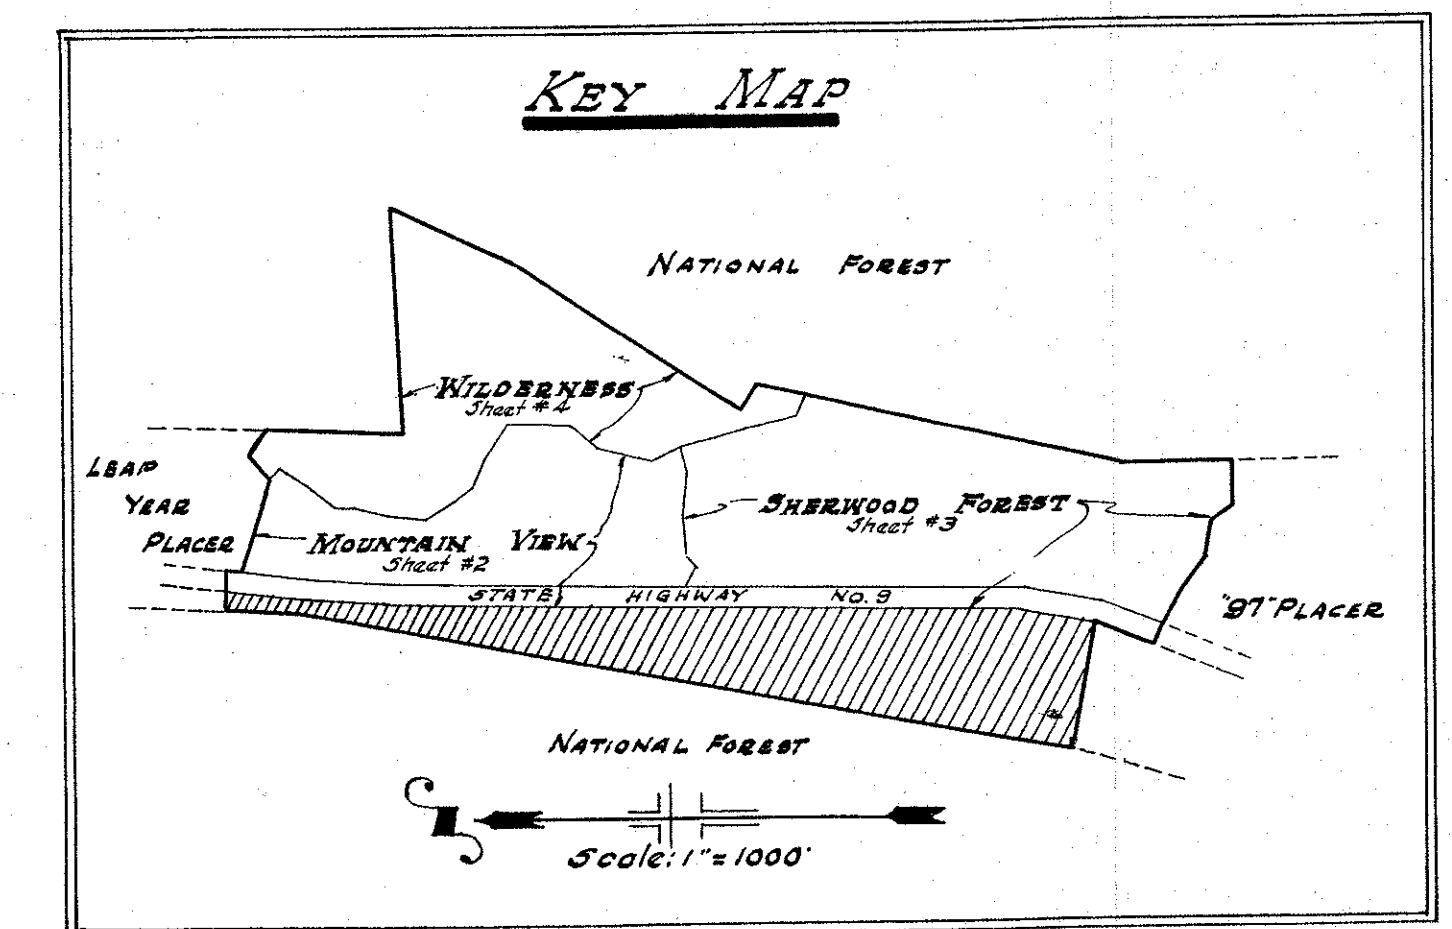 KEY MAP
NATIONAL FOREST
WILDERNESS
Sheet #4
LEAP
YEAR
PLACER
SHERWOOD FOREST
Sheet #3
MOUNTAIN VIEW
Sheet #2
STATE HIGHWAY NO. 9
"97" PLACER
NATIONAL FOREST
N
Scale: 1" = 1000'